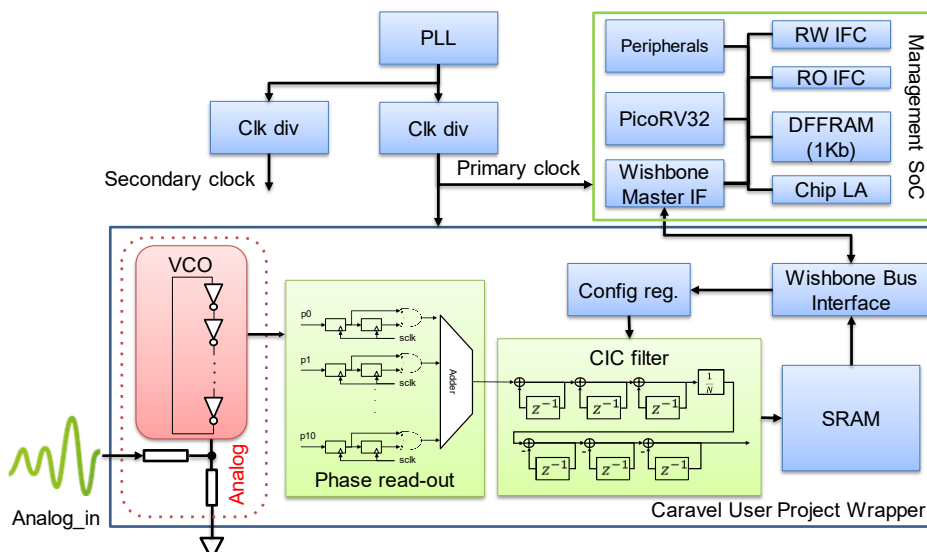 PLL
Clk div
Clk div
Secondary clock
Primary clock
Peripherals
PicoRV32
Wishbone
Master IF
RW IFC
RO IFC
DFFRAM
(1Kb)
Chip LA
Management SoC
VCO
Analog
Analog_in
p0
sclk
p1
sclk
p10
sclk
Adder
Phase read-out
Config reg.
Wishbone Bus
Interface
CIC filter
z⁻¹
z⁻¹
z⁻¹
1/N
- z⁻¹
- z⁻¹
- z⁻¹
SRAM
Caravel User Project Wrapper